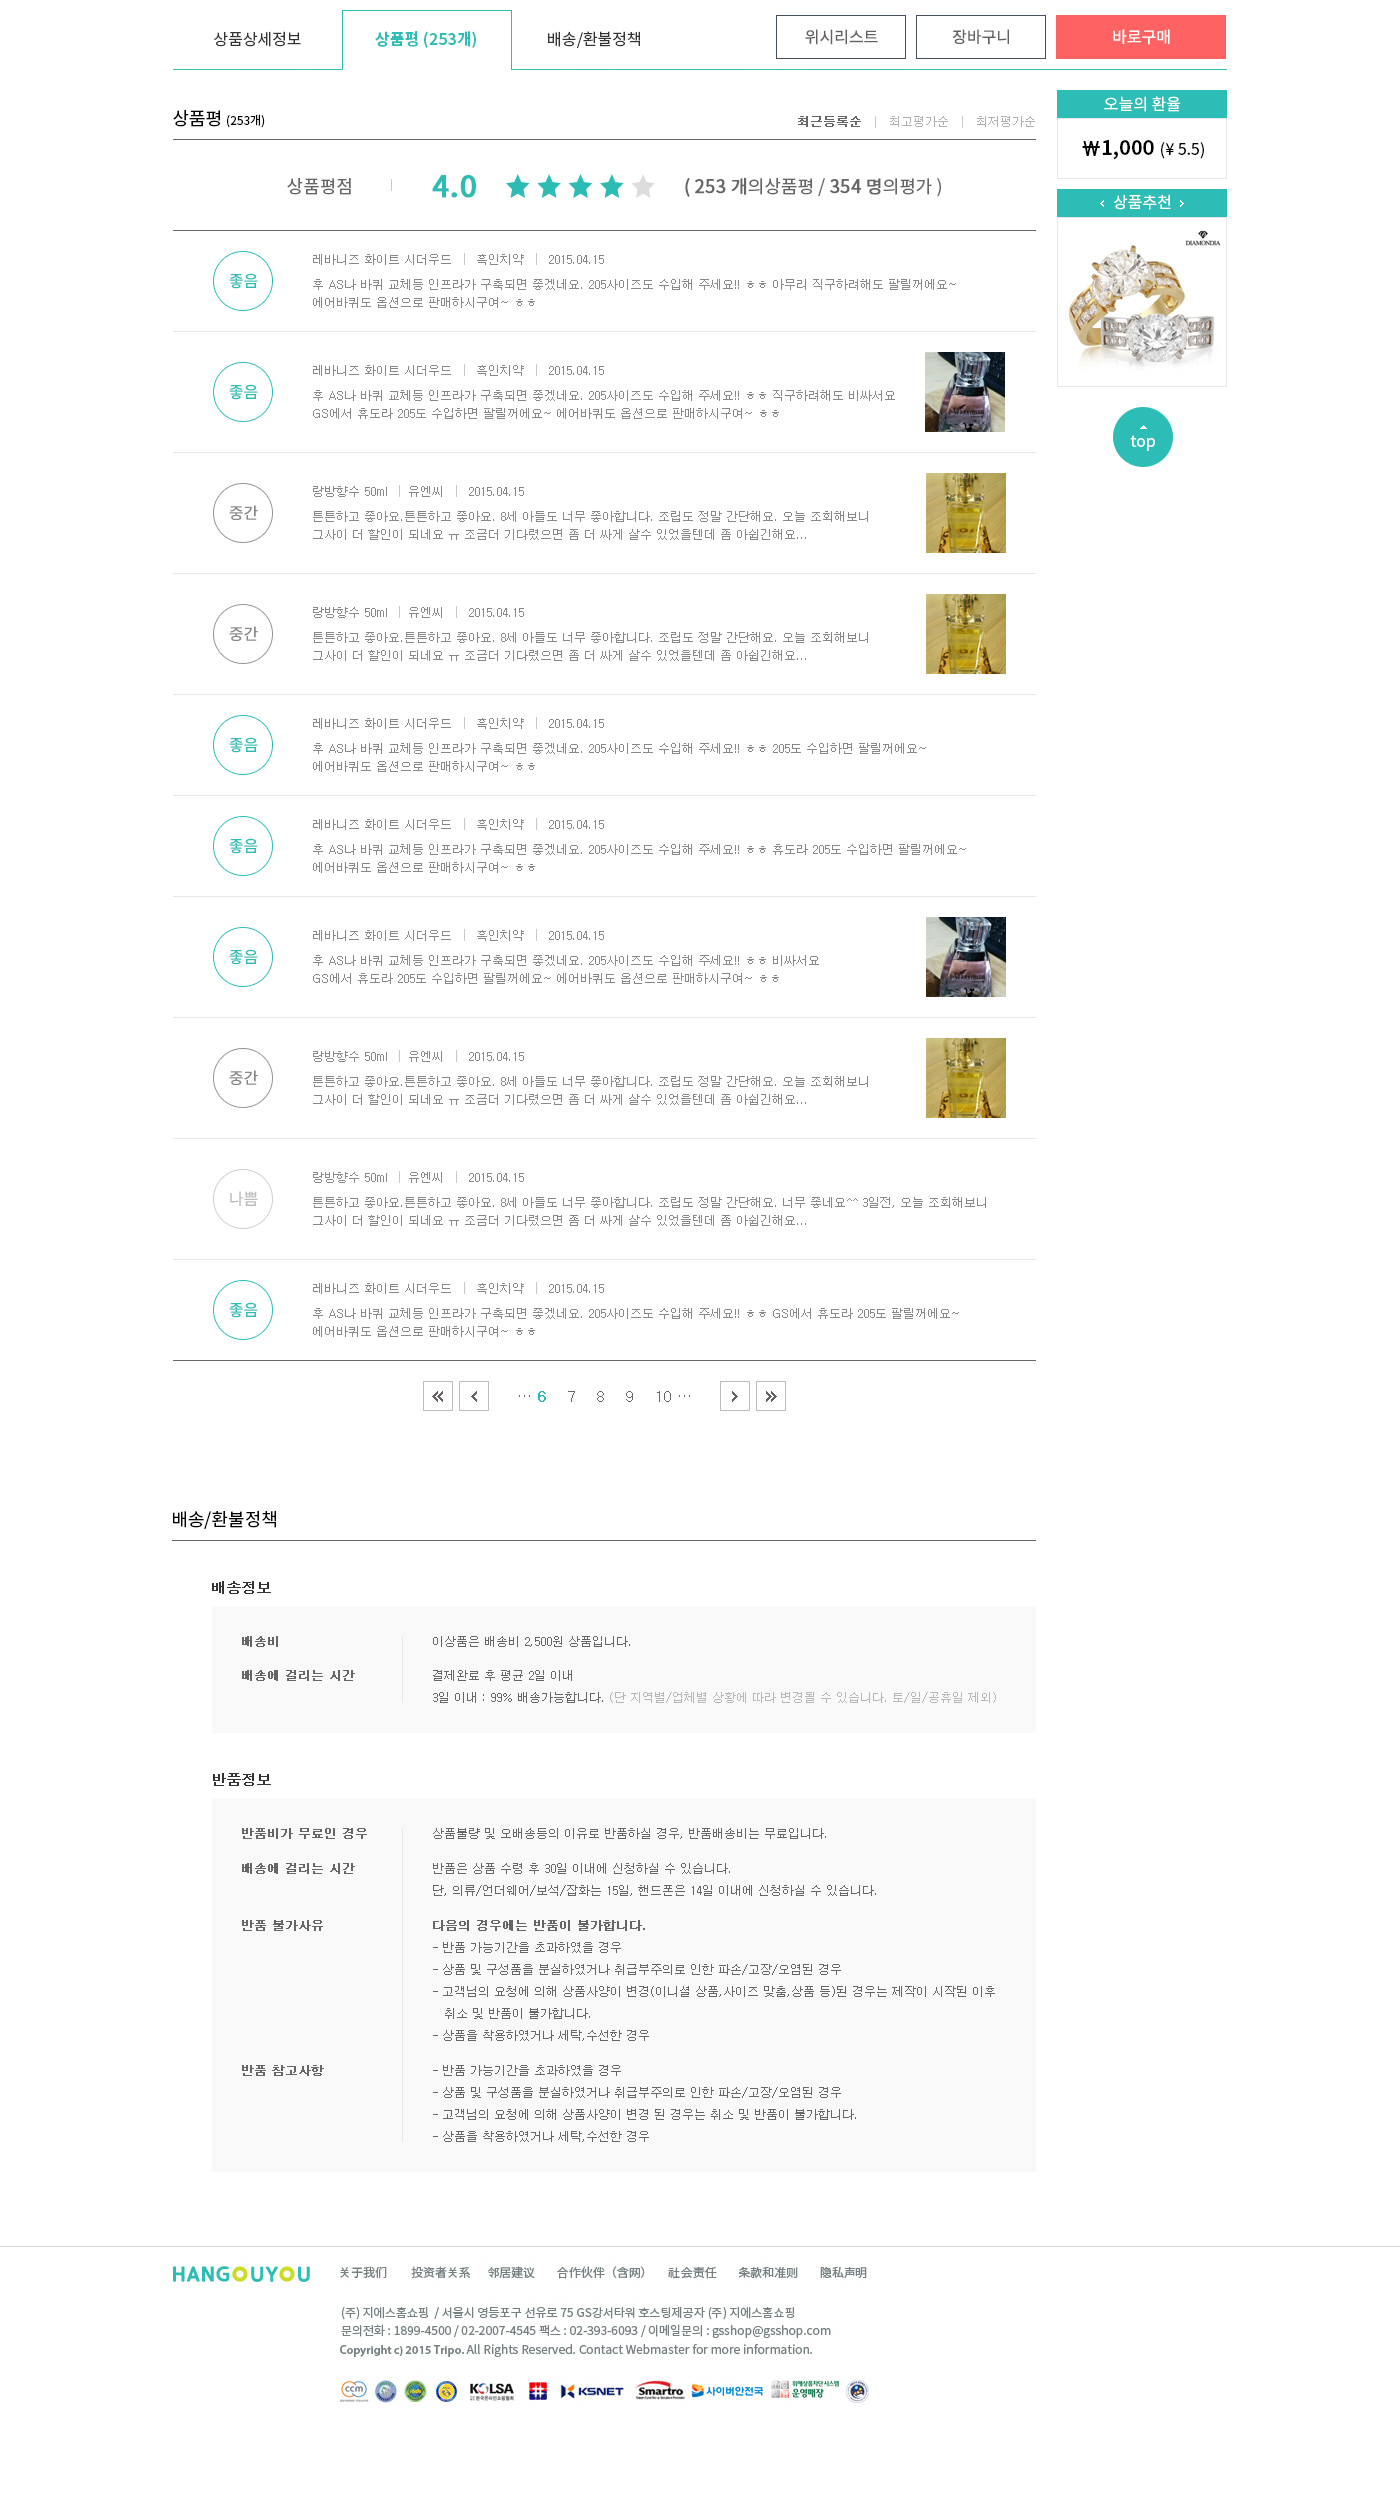 상품상세정보
상품평 (253개)
배송/환불정책
위시리스트
장바구니
바로구매
오늘의 환율
₩1,000 (¥ 5.5)
상품추천
DIAMONDIA
top
상품평 (253개)
최근등록순 | 최고평가순 | 최저평가순
상품평점 | 4.0 ( 253 개의상품평 / 354 명의평가 )
좋음
레바니즈 화이트 시더우드 | 흑인치약 | 2015.04.15
후 AS나 바퀴 교체등 인프라가 구축되면 좋겠네요. 205사이즈도 수입해 주세요!! ㅎㅎ 아무리 직구하려해도 팔릴꺼에요~
에어바퀴도 옵션으로 판매하시구여~ ㅎㅎ
좋음
레바니즈 화이트 시더우드 | 흑인치약 | 2015.04.15
후 AS나 바퀴 교체등 인프라가 구축되면 좋겠네요. 205사이즈도 수입해 주세요!! ㅎㅎ 직구하려해도 비싸서요
GS에서 휴도라 205도 수입하면 팔릴꺼에요~ 에어바퀴도 옵션으로 판매하시구여~ ㅎㅎ
중간
랑방향수 50ml | 유엔씨 | 2015.04.15
튼튼하고 좋아요.튼튼하고 좋아요. 8세 아들도 너무 좋아합니다. 조립도 정말 간단해요. 오늘 조회해보니
그사이 더 할인이 되네요 ㅠ 조금더 기다렸으면 좀 더 싸게 살수 있었을텐데 좀 아쉽긴해요...
중간
랑방향수 50ml | 유엔씨 | 2015.04.15
튼튼하고 좋아요.튼튼하고 좋아요. 8세 아들도 너무 좋아합니다. 조립도 정말 간단해요. 오늘 조회해보니
그사이 더 할인이 되네요 ㅠ 조금더 기다렸으면 좀 더 싸게 살수 있었을텐데 좀 아쉽긴해요...
좋음
레바니즈 화이트 시더우드 | 흑인치약 | 2015.04.15
후 AS나 바퀴 교체등 인프라가 구축되면 좋겠네요. 205사이즈도 수입해 주세요!! ㅎㅎ 205도 수입하면 팔릴꺼에요~
에어바퀴도 옵션으로 판매하시구여~ ㅎㅎ
좋음
레바니즈 화이트 시더우드 | 흑인치약 | 2015.04.15
후 AS나 바퀴 교체등 인프라가 구축되면 좋겠네요. 205사이즈도 수입해 주세요!! ㅎㅎ 휴도라 205도 수입하면 팔릴꺼에요~
에어바퀴도 옵션으로 판매하시구여~ ㅎㅎ
좋음
레바니즈 화이트 시더우드 | 흑인치약 | 2015.04.15
후 AS나 바퀴 교체등 인프라가 구축되면 좋겠네요. 205사이즈도 수입해 주세요!! ㅎㅎ 비싸서요
GS에서 휴도라 205도 수입하면 팔릴꺼에요~ 에어바퀴도 옵션으로 판매하시구여~ ㅎㅎ
중간
랑방향수 50ml | 유엔씨 | 2015.04.15
튼튼하고 좋아요.튼튼하고 좋아요. 8세 아들도 너무 좋아합니다. 조립도 정말 간단해요. 오늘 조회해보니
그사이 더 할인이 되네요 ㅠ 조금더 기다렸으면 좀 더 싸게 살수 있었을텐데 좀 아쉽긴해요...
나쁨
랑방향수 50ml | 유엔씨 | 2015.04.15
튼튼하고 좋아요.튼튼하고 좋아요. 8세 아들도 너무 좋아합니다. 조립도 정말 간단해요. 너무 좋네요^^ 3일전, 오늘 조회해보니
그사이 더 할인이 되네요 ㅠ 조금더 기다렸으면 좀 더 싸게 살수 있었을텐데 좀 아쉽긴해요...
좋음
레바니즈 화이트 시더우드 | 흑인치약 | 2015.04.15
후 AS나 바퀴 교체등 인프라가 구축되면 좋겠네요. 205사이즈도 수입해 주세요!! ㅎㅎ GS에서 휴도라 205도 팔릴꺼에요~
에어바퀴도 옵션으로 판매하시구여~ ㅎㅎ
... 6 7 8 9 10 ...
배송/환불정책
배송정보
배송비
이상품은 배송비 2,500원 상품입니다.
배송에 걸리는 시간
결제완료 후 평균 2일 이내
3일 이내 : 99% 배송가능합니다. (단 지역별/업체별 상황에 따라 변경될 수 있습니다. 토/일/공휴일 제외)
반품정보
반품비가 무료인 경우
상품불량 및 오배송등의 이유로 반품하실 경우, 반품배송비는 무료입니다.
배송에 걸리는 시간
반품은 상품 수령 후 30일 이내에 신청하실 수 있습니다.
단, 의류/언더웨어/보석/잡화는 15일, 핸드폰은 14일 이내에 신청하실 수 있습니다.
반품 불가사유
다음의 경우에는 반품이 불가합니다.
- 반품 가능기간을 초과하였을 경우
- 상품 및 구성품을 분실하였거나 취급부주의로 인한 파손/고장/오염된 경우
- 고객님의 요청에 의해 상품사양이 변경(이니셜 상품,사이즈 맞춤,상품 등)된 경우는 제작이 시작된 이후
취소 및 반품이 불가합니다.
- 상품을 착용하였거나 세탁,수선한 경우
반품 참고사항
- 반품 가능기간을 초과하였을 경우
- 상품 및 구성품을 분실하였거나 취급부주의로 인한 파손/고장/오염된 경우
- 고객님의 요청에 의해 상품사양이 변경 된 경우는 취소 및 반품이 불가합니다.
- 상품을 착용하였거나 세탁,수선한 경우
HANGOUYOU
关于我们 投资者关系 邻居建议 合作伙伴（含网） 社会责任 条款和准则 隐私声明
(주) 지에스홈쇼핑 / 서울시 영등포구 선유로 75 GS강서타워 호스팅제공자 (주) 지에스홈쇼핑
문의전화 : 1899-4500 / 02-2007-4545 팩스 : 02-393-6093 / 이메일문의 : gsshop@gsshop.com
Copyright c) 2015 Tripo. All Rights Reserved. Contact Webmaster for more information.
ccm
KOLSA
KSNET
Smartro
사이버안전국
위해상품차단시스템
운영매장